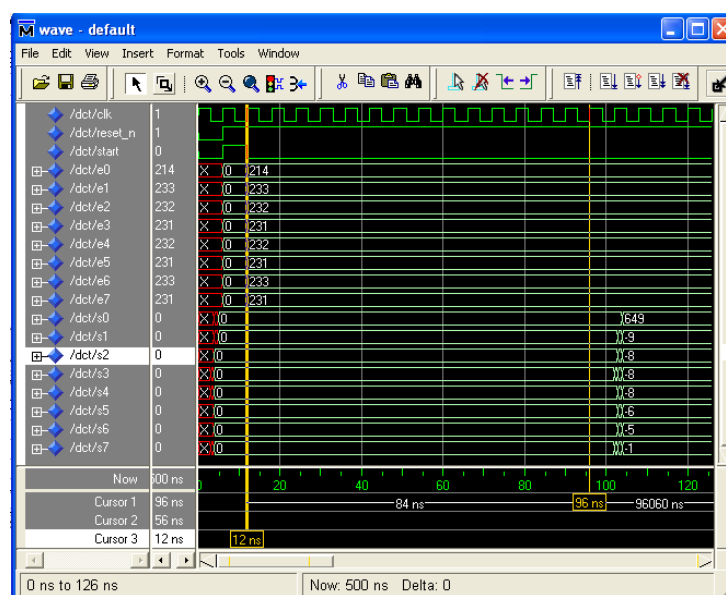 wave - default
File Edit View Insert Format Tools Window
/dct/clk 1
/dct/reset_n 1
/dct/start 0
/dct/e0 214 X 0 214
/dct/e1 233 X 0 233
/dct/e2 232 X 0 232
/dct/e3 231 X 0 231
/dct/e4 232 X 0 232
/dct/e5 231 X 0 231
/dct/e6 233 X 0 233
/dct/e7 231 X 0 231
/dct/s0 0 X 0 649
/dct/s1 0 X 0 -9
/dct/s2 0 X 0 -8
/dct/s3 0 X 0 -8
/dct/s4 0 X 0 -8
/dct/s5 0 X 0 -6
/dct/s6 0 X 0 -5
/dct/s7 0 X 0 -1
Now 500 ns 20 40 60 80 100 120
Cursor 1 96 ns 84 ns 96 ns 96060 ns
Cursor 2 56 ns
Cursor 3 12 ns 12 ns
0 ns to 126 ns Now: 500 ns Delta: 0